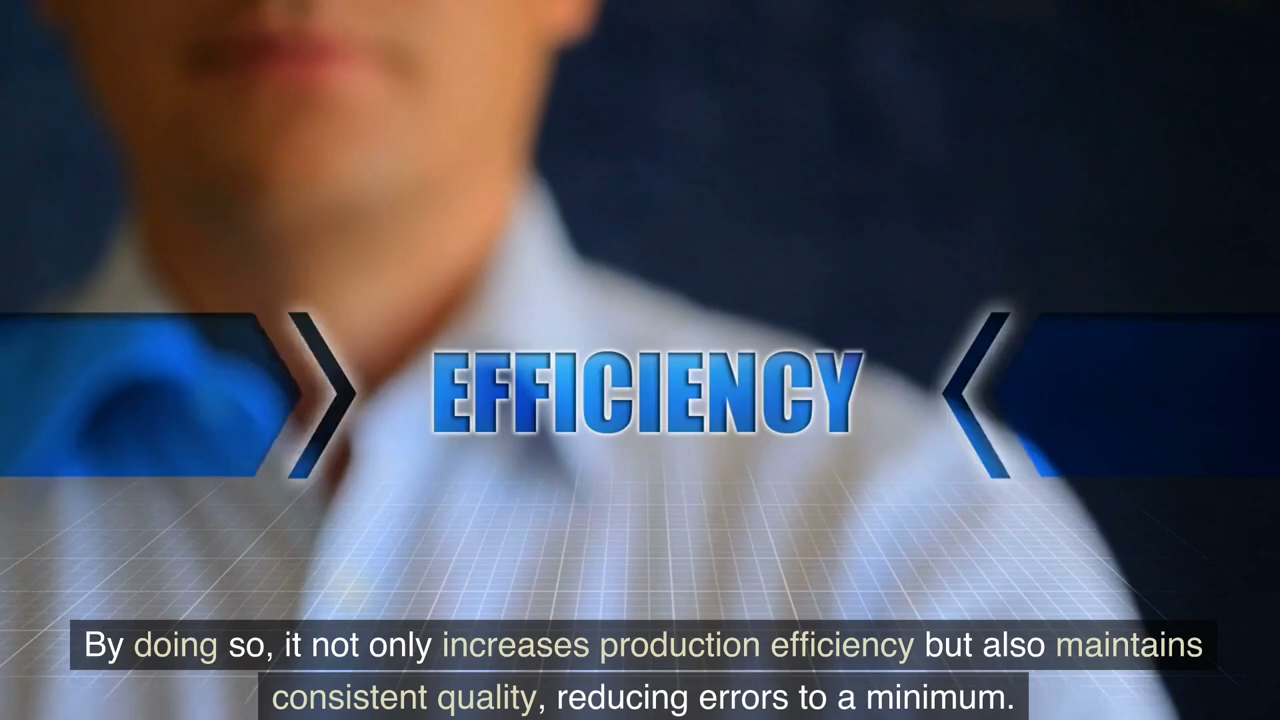 EFFICIENCY
By doing so, it not only increases production efficiency but also maintains
consistent quality, reducing errors to a minimum.